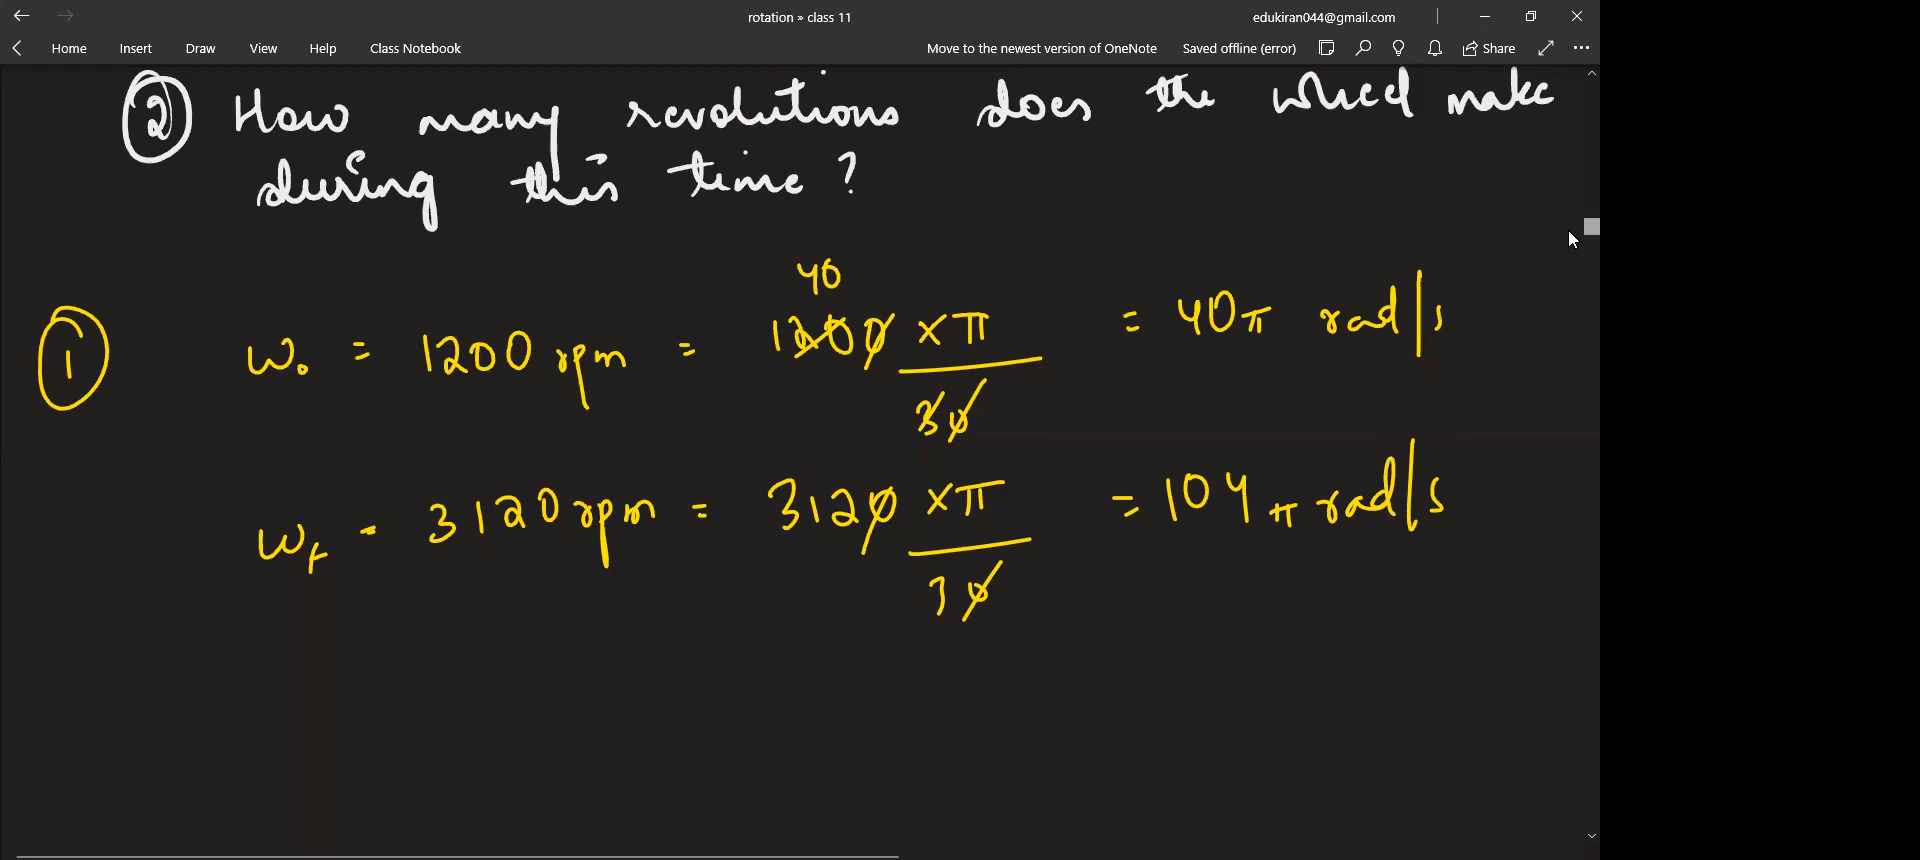 rotation » class 11
edukiran044@gmail.com
Home Insert Draw View Help Class Notebook
Move to the newest version of OneNote Saved offline (error) Share
② How many revolutions does the wheel make
during this time ?
① ω₀ = 1200 rpm = 1200 × π / 30 = 40π rad/s
40
ω_f = 3120 rpm = 3120 × π / 30 = 104π rad/s